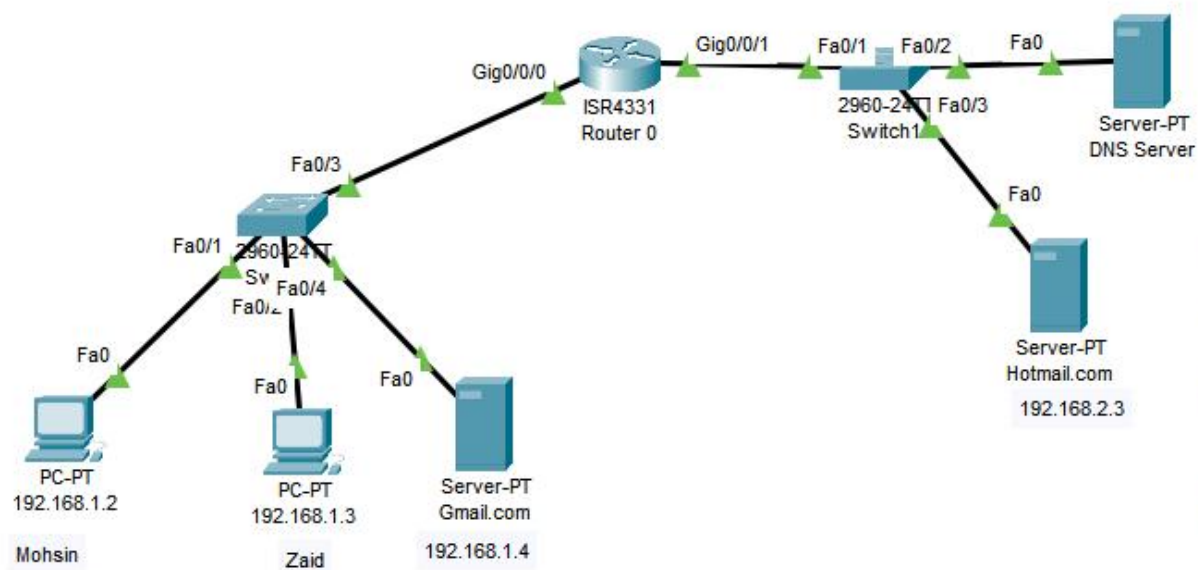 Gig0/0/1
Fa0/1
Fa0/2
Fa0
Gig0/0/0
ISR4331
Router 0
Fa0/3
Switch1
Server-PT
DNS Server
Fa0/3
Fa0
Fa0/1
2960-24TT
Fa0/4
Fa0
Fa0
Fa0
Server-PT
Hotmail.com
192.168.2.3
PC-PT
192.168.1.2
Mohsin
PC-PT
192.168.1.3
Zaid
Server-PT
Gmail.com
192.168.1.4